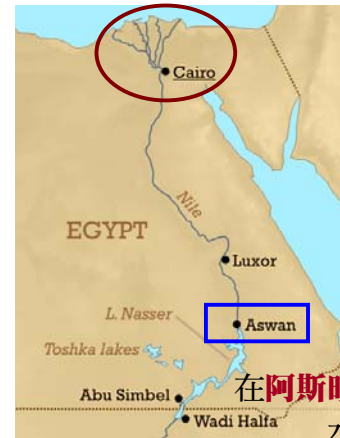 Cairo
Nile
EGYPT
Luxor
L. Nasser
Aswan
Toshka lakes
Abu Simbel
在阿斯
Wadi Halfa